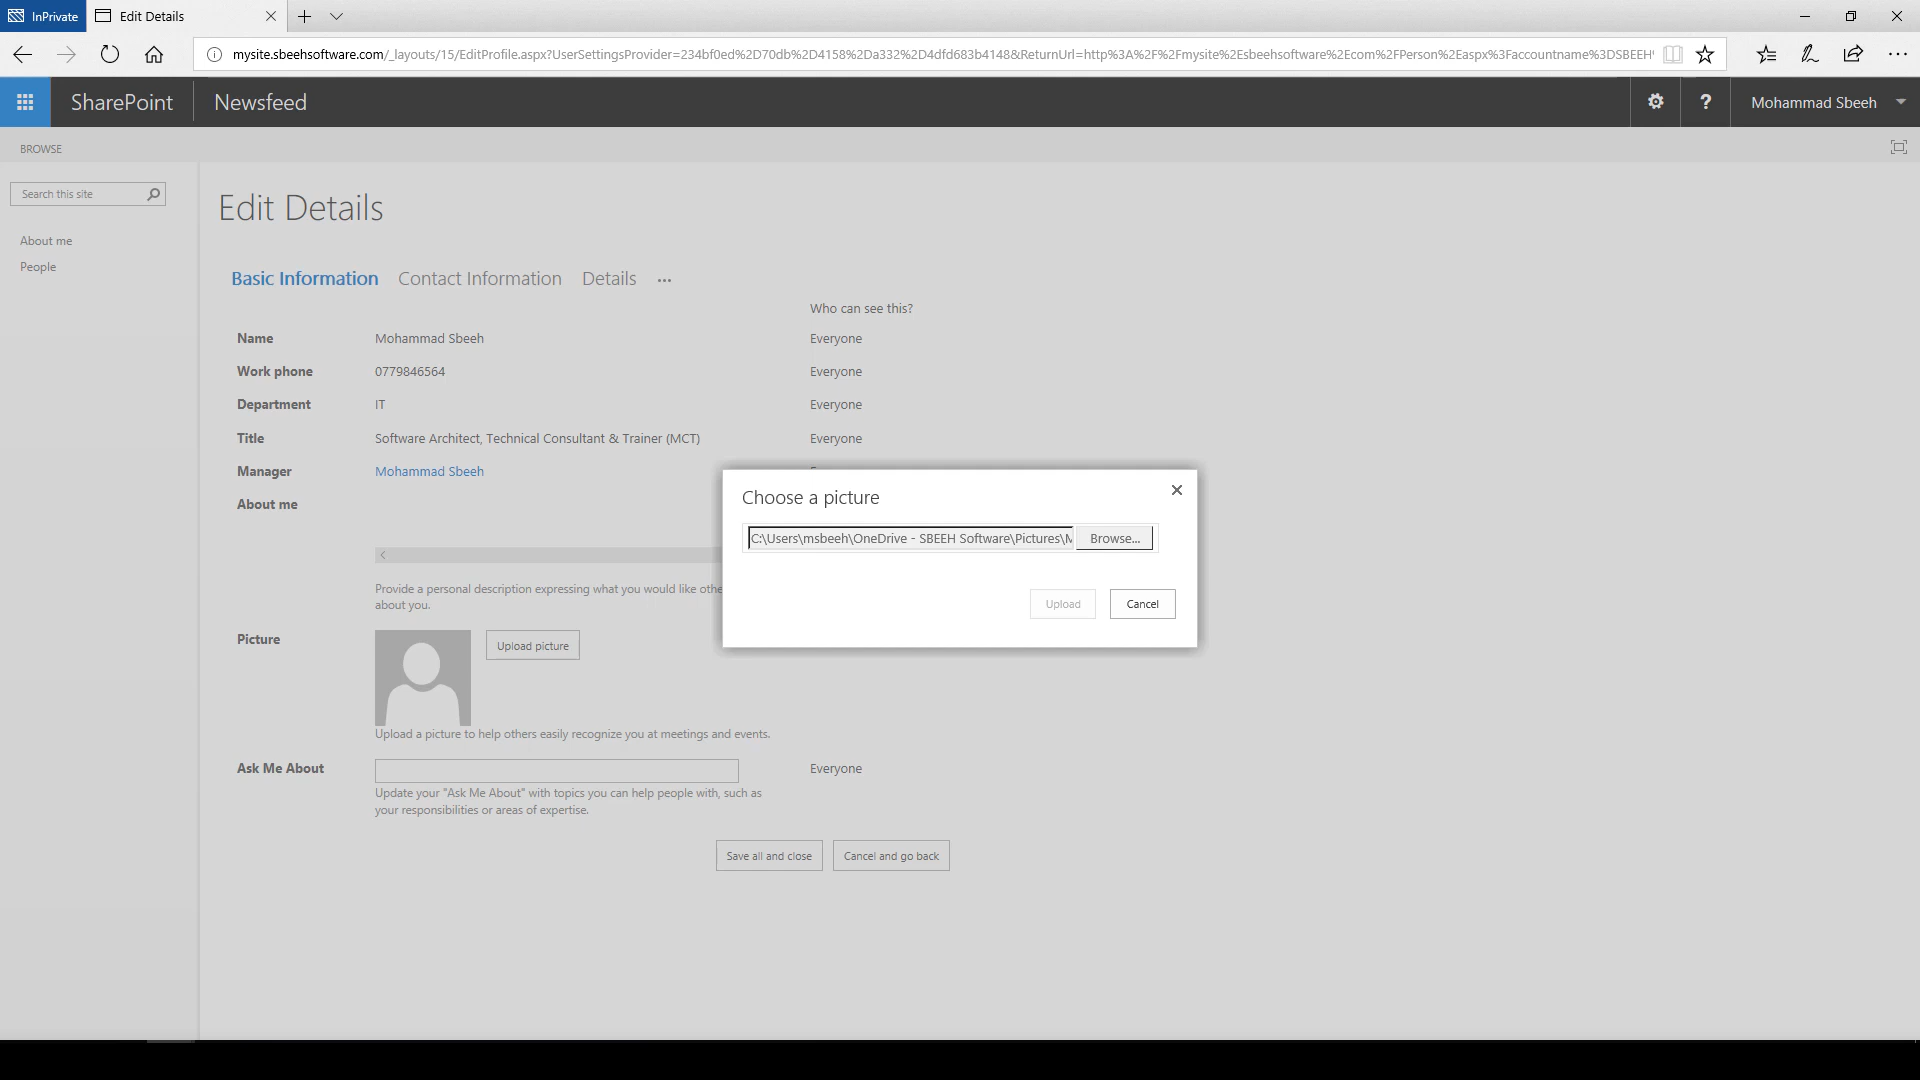 InPrivate
Edit Details
mysite.sbeehsoftware.com/_layouts/15/EditProfile.aspx?UserSettingsProvider=234bf0ed%2D70db%2D4158%2Da332%2D4dfd683b4148&ReturnUrl=http%3A%2F%2Fmysite%2Esbeehsoftware%2Ecom%2FPerson%2Easpx%3Faccountname%3DSBEEH
SharePoint
Newsfeed
?
Mohammad Sbeeh
BROWSE
Search this site
About me
People
Edit Details
Basic Information Contact Information Details ...
Who can see this?
Name Mohammad Sbeeh Everyone
Work phone 0779846564 Everyone
Department IT Everyone
Title Software Architect, Technical Consultant & Trainer (MCT) Everyone
Manager Mohammad Sbeeh
About me
Provide a personal description expressing what you would like
about you.
Picture
Upload picture
Upload a picture to help others easily recognize you at meetings and events.
Ask Me About Everyone
Update your "Ask Me About" with topics you can help people with, such as
your responsibilities or areas of expertise.
Save all and close
Cancel and go back
Choose a picture
C:\Users\msbeeh\OneDrive - SBEEH Software\Pictures\M
Browse...
Upload
Cancel